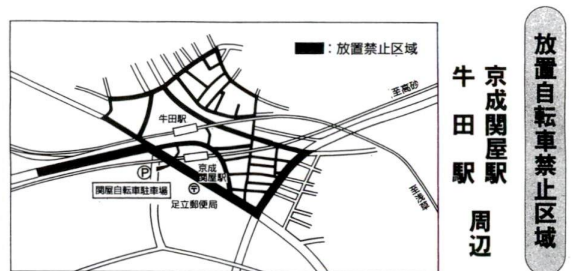 放置自転車禁止区域
京成関屋駅
牛田駅
周辺
：放置禁止区域
至高砂
牛田駅
京成
関屋駅
P
関屋自転車駐車場
〒
足立郵便局